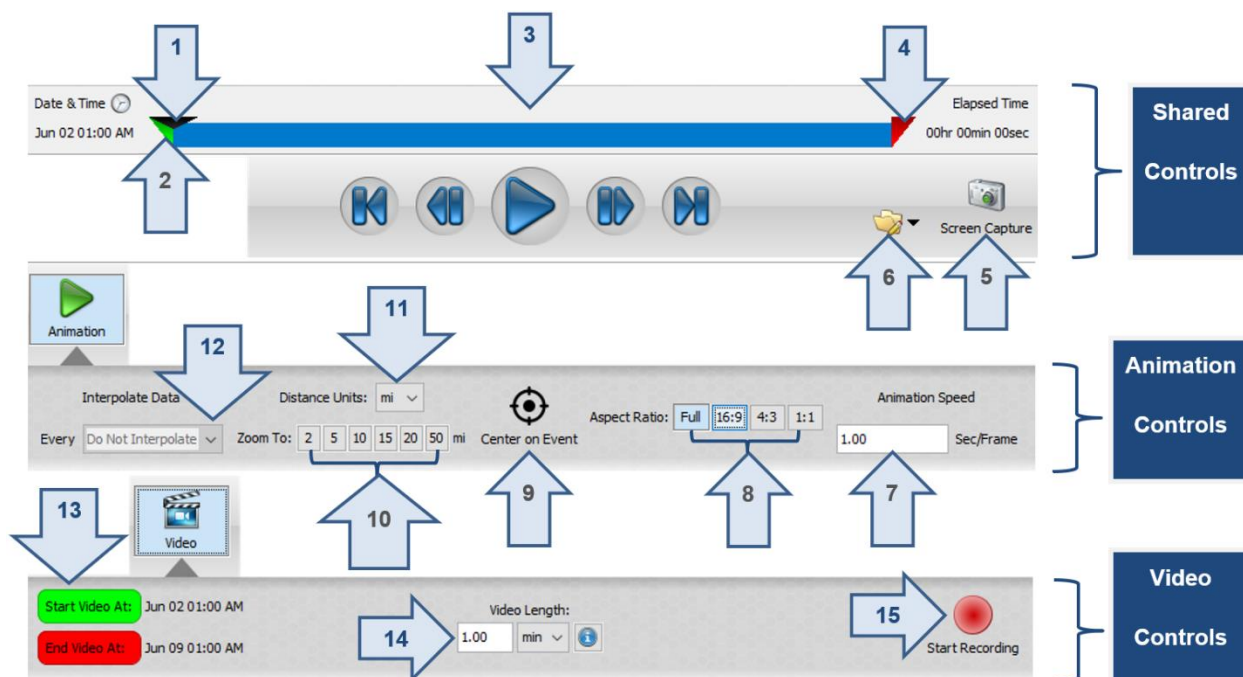 1
3
4
Date & Time
Elapsed Time
Jun 02 01:00 AM
00hr 00min 00sec
2
Shared
Controls
Screen Capture
6
5
Animation
11
12
Interpolate Data
Distance Units: mi
Animation Speed
Every Do Not Interpolate
Zoom To: 2 5 10 15 20 50 mi
Center on Event
Aspect Ratio: Full 16:9 4:3 1:1
1.00 Sec/Frame
Animation
Controls
10
9
8
7
13
Video
Start Video At: Jun 02 01:00 AM
End Video At: Jun 09 01:00 AM
14
Video Length:
1.00 min
15
Start Recording
Video
Controls